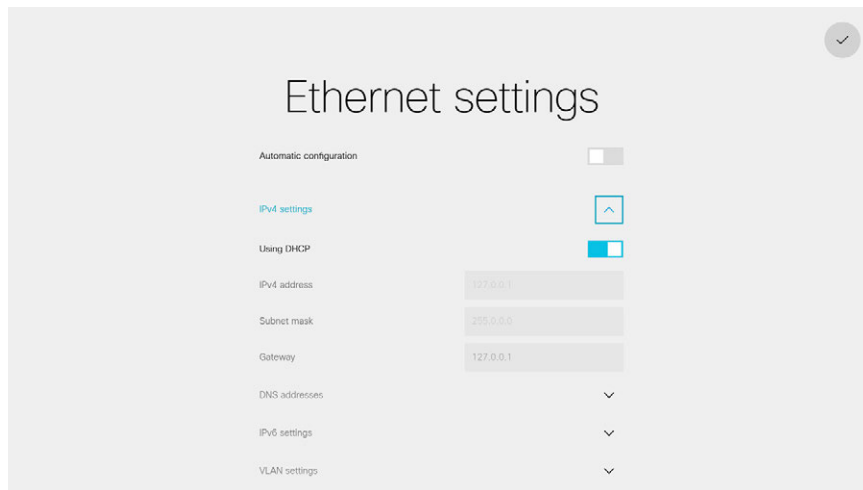 Ethernet settings
Automatic configuration
IPv4 settings
Using DHCP
IPv4 address 127.0.0.1
Subnet mask 255.0.0.0
Gateway 127.0.0.1
DNS addresses
IPv6 settings
VLAN settings